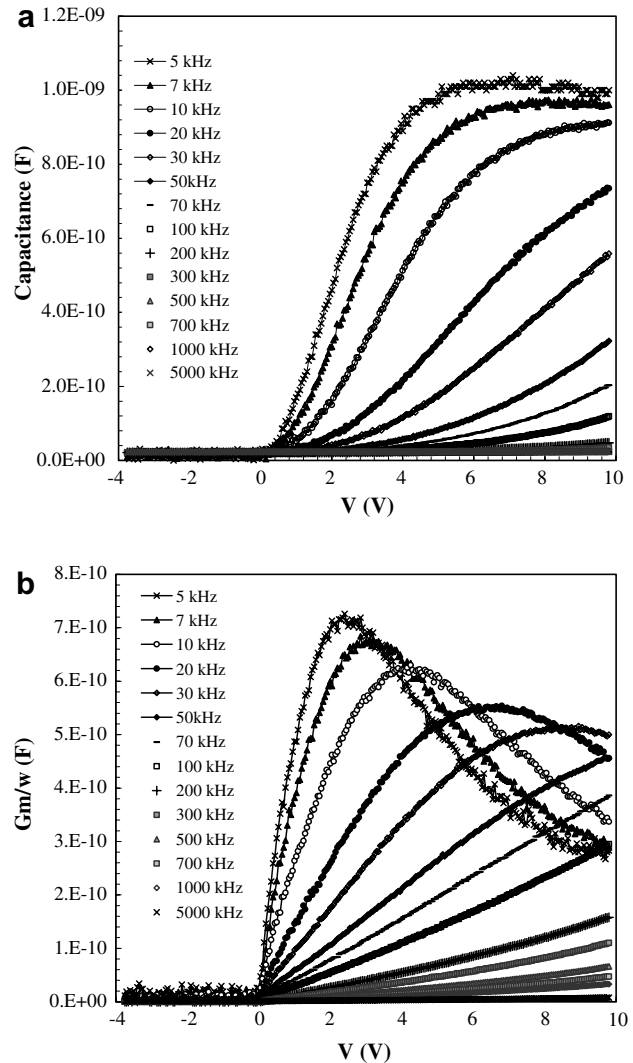 a
1.2E-09
1.0E-09
8.0E-10
6.0E-10
4.0E-10
2.0E-10
0.0E+00
Capacitance (F)
5 kHz
7 kHz
10 kHz
20 kHz
30 kHz
50kHz
70 kHz
100 kHz
200 kHz
300 kHz
500 kHz
700 kHz
1000 kHz
5000 kHz
-4 -2 0 2 4 6 8 10
V (V)
b
8.E-10
7.E-10
6.E-10
5.E-10
4.E-10
3.E-10
2.E-10
1.E-10
0.E+00
Gm/w (F)
5 kHz
7 kHz
10 kHz
20 kHz
30 kHz
50kHz
70 kHz
100 kHz
200 kHz
300 kHz
500 kHz
700 kHz
1000 kHz
5000 kHz
-4 -2 0 2 4 6 8 10
V (V)